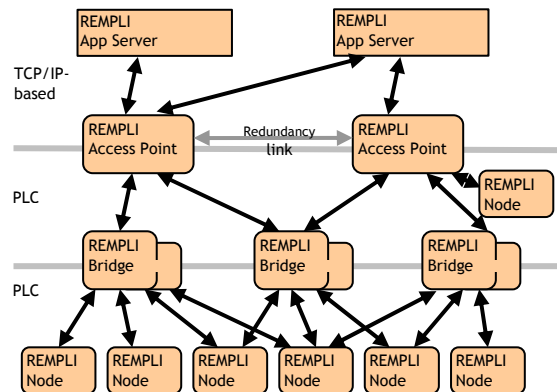 REMPLI
App Server
REMPLI
App Server
TCP/IP-
based
REMPLI
Access Point
Redundancy
link
REMPLI
Access Point
PLC
REMPLI
Node
REMPLI
Bridge
REMPLI
Bridge
REMPLI
Bridge
PLC
REMPLI
Node
REMPLI
Node
REMPLI
Node
REMPLI
Node
REMPLI
Node
REMPLI
Node